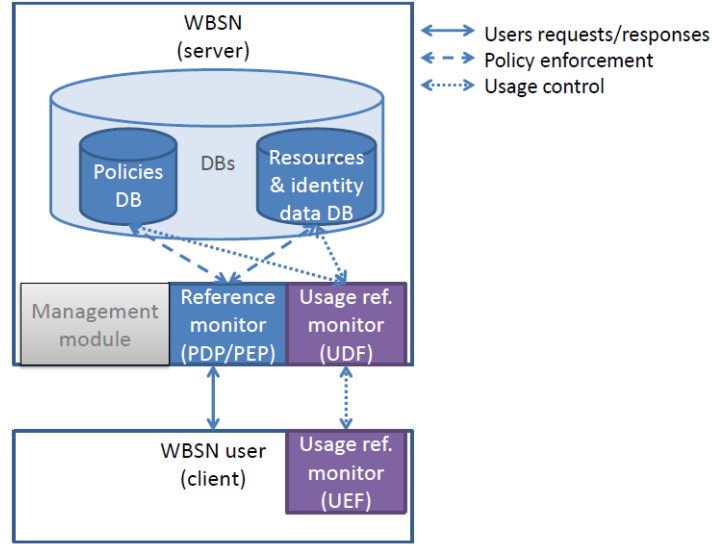 WBSN
(server)
Users requests/responses
Policy enforcement
Usage control
Policies
DB
DBs
Resources
& identity
data DB
Management
module
Reference
monitor
(PDP/PEP)
Usage ref.
monitor
(UDF)
WBSN user
(client)
Usage ref.
monitor
(UEF)